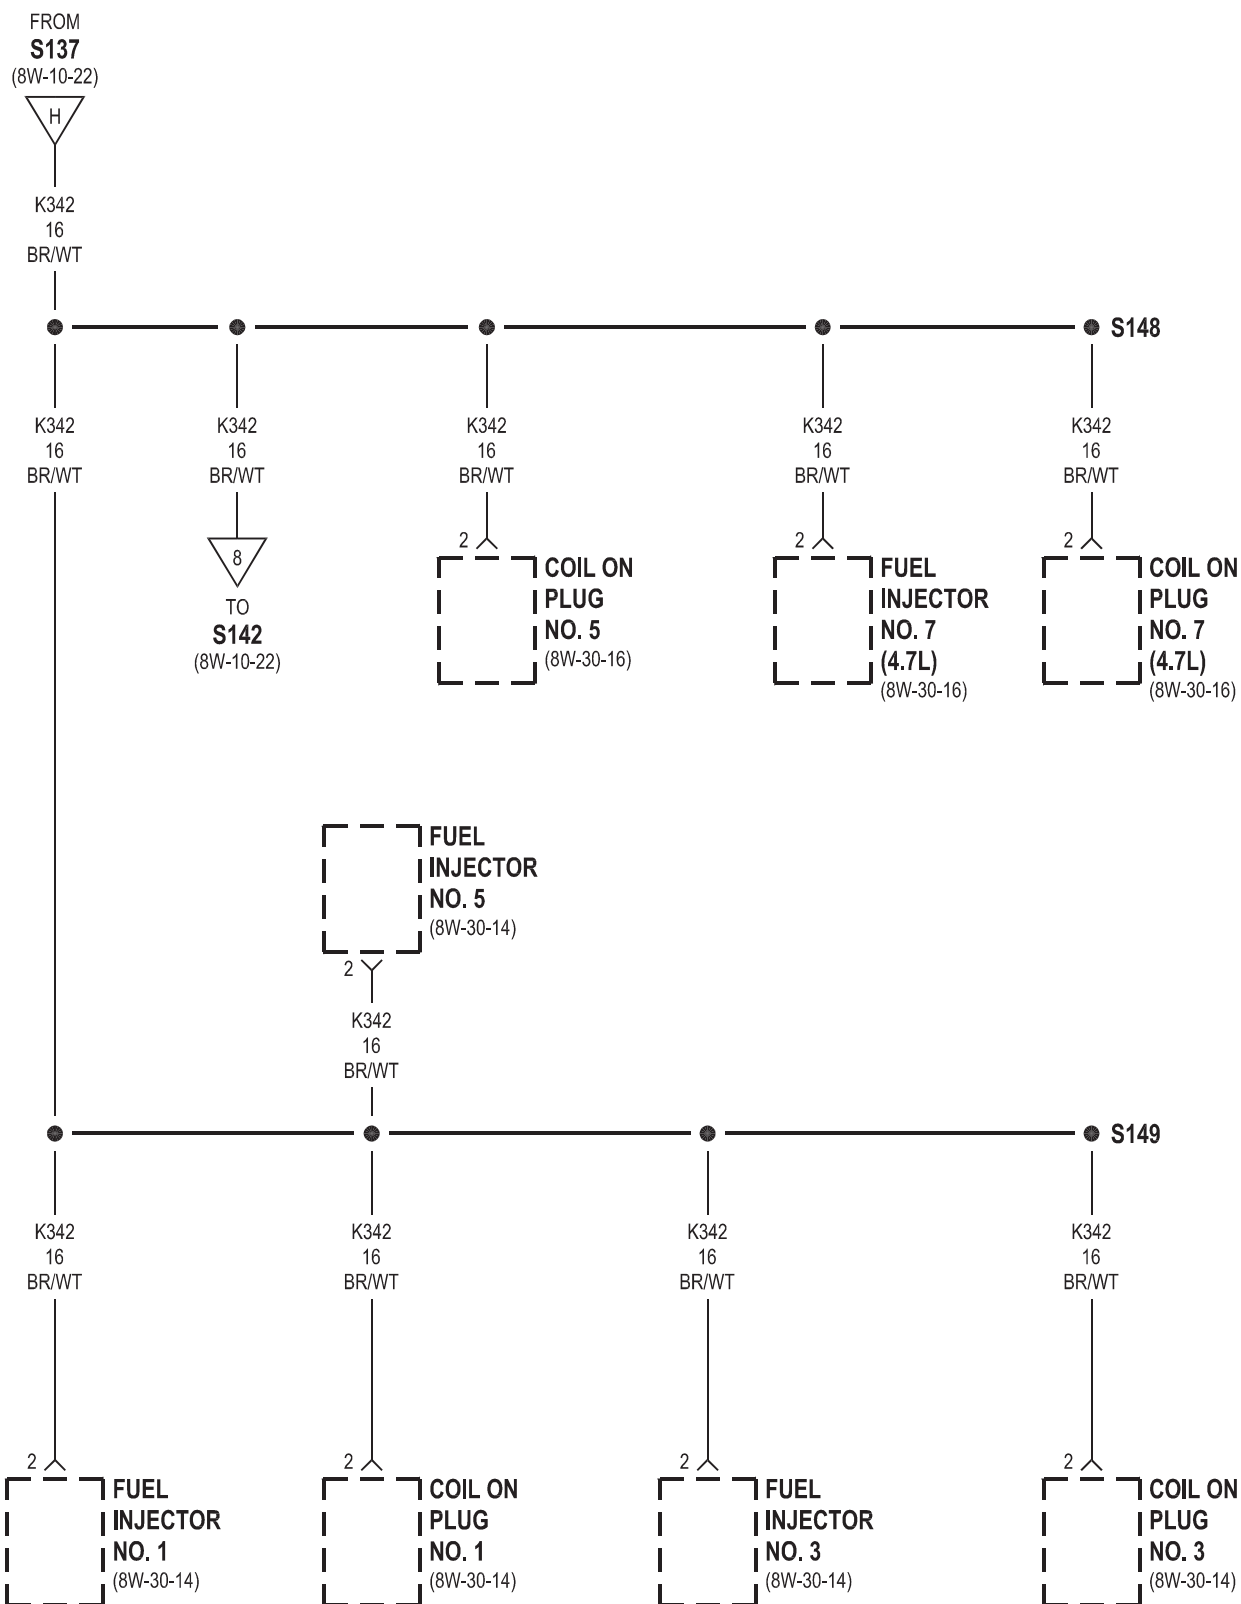 FROM
S137
(8W-10-22)
H
K342
16
BR/WT
S148
K342
16
BR/WT
K342
16
BR/WT
K342
16
BR/WT
K342
16
BR/WT
K342
16
BR/WT
8
TO
S142
(8W-10-22)
2
COIL ON
PLUG
NO. 5
(8W-30-16)
2
FUEL
INJECTOR
NO. 7
(4.7L)
(8W-30-16)
2
COIL ON
PLUG
NO. 7
(4.7L)
(8W-30-16)
FUEL
INJECTOR
NO. 5
(8W-30-14)
2
K342
16
BR/WT
S149
K342
16
BR/WT
K342
16
BR/WT
K342
16
BR/WT
K342
16
BR/WT
2
FUEL
INJECTOR
NO. 1
(8W-30-14)
2
COIL ON
PLUG
NO. 1
(8W-30-14)
2
FUEL
INJECTOR
NO. 3
(8W-30-14)
2
COIL ON
PLUG
NO. 3
(8W-30-14)